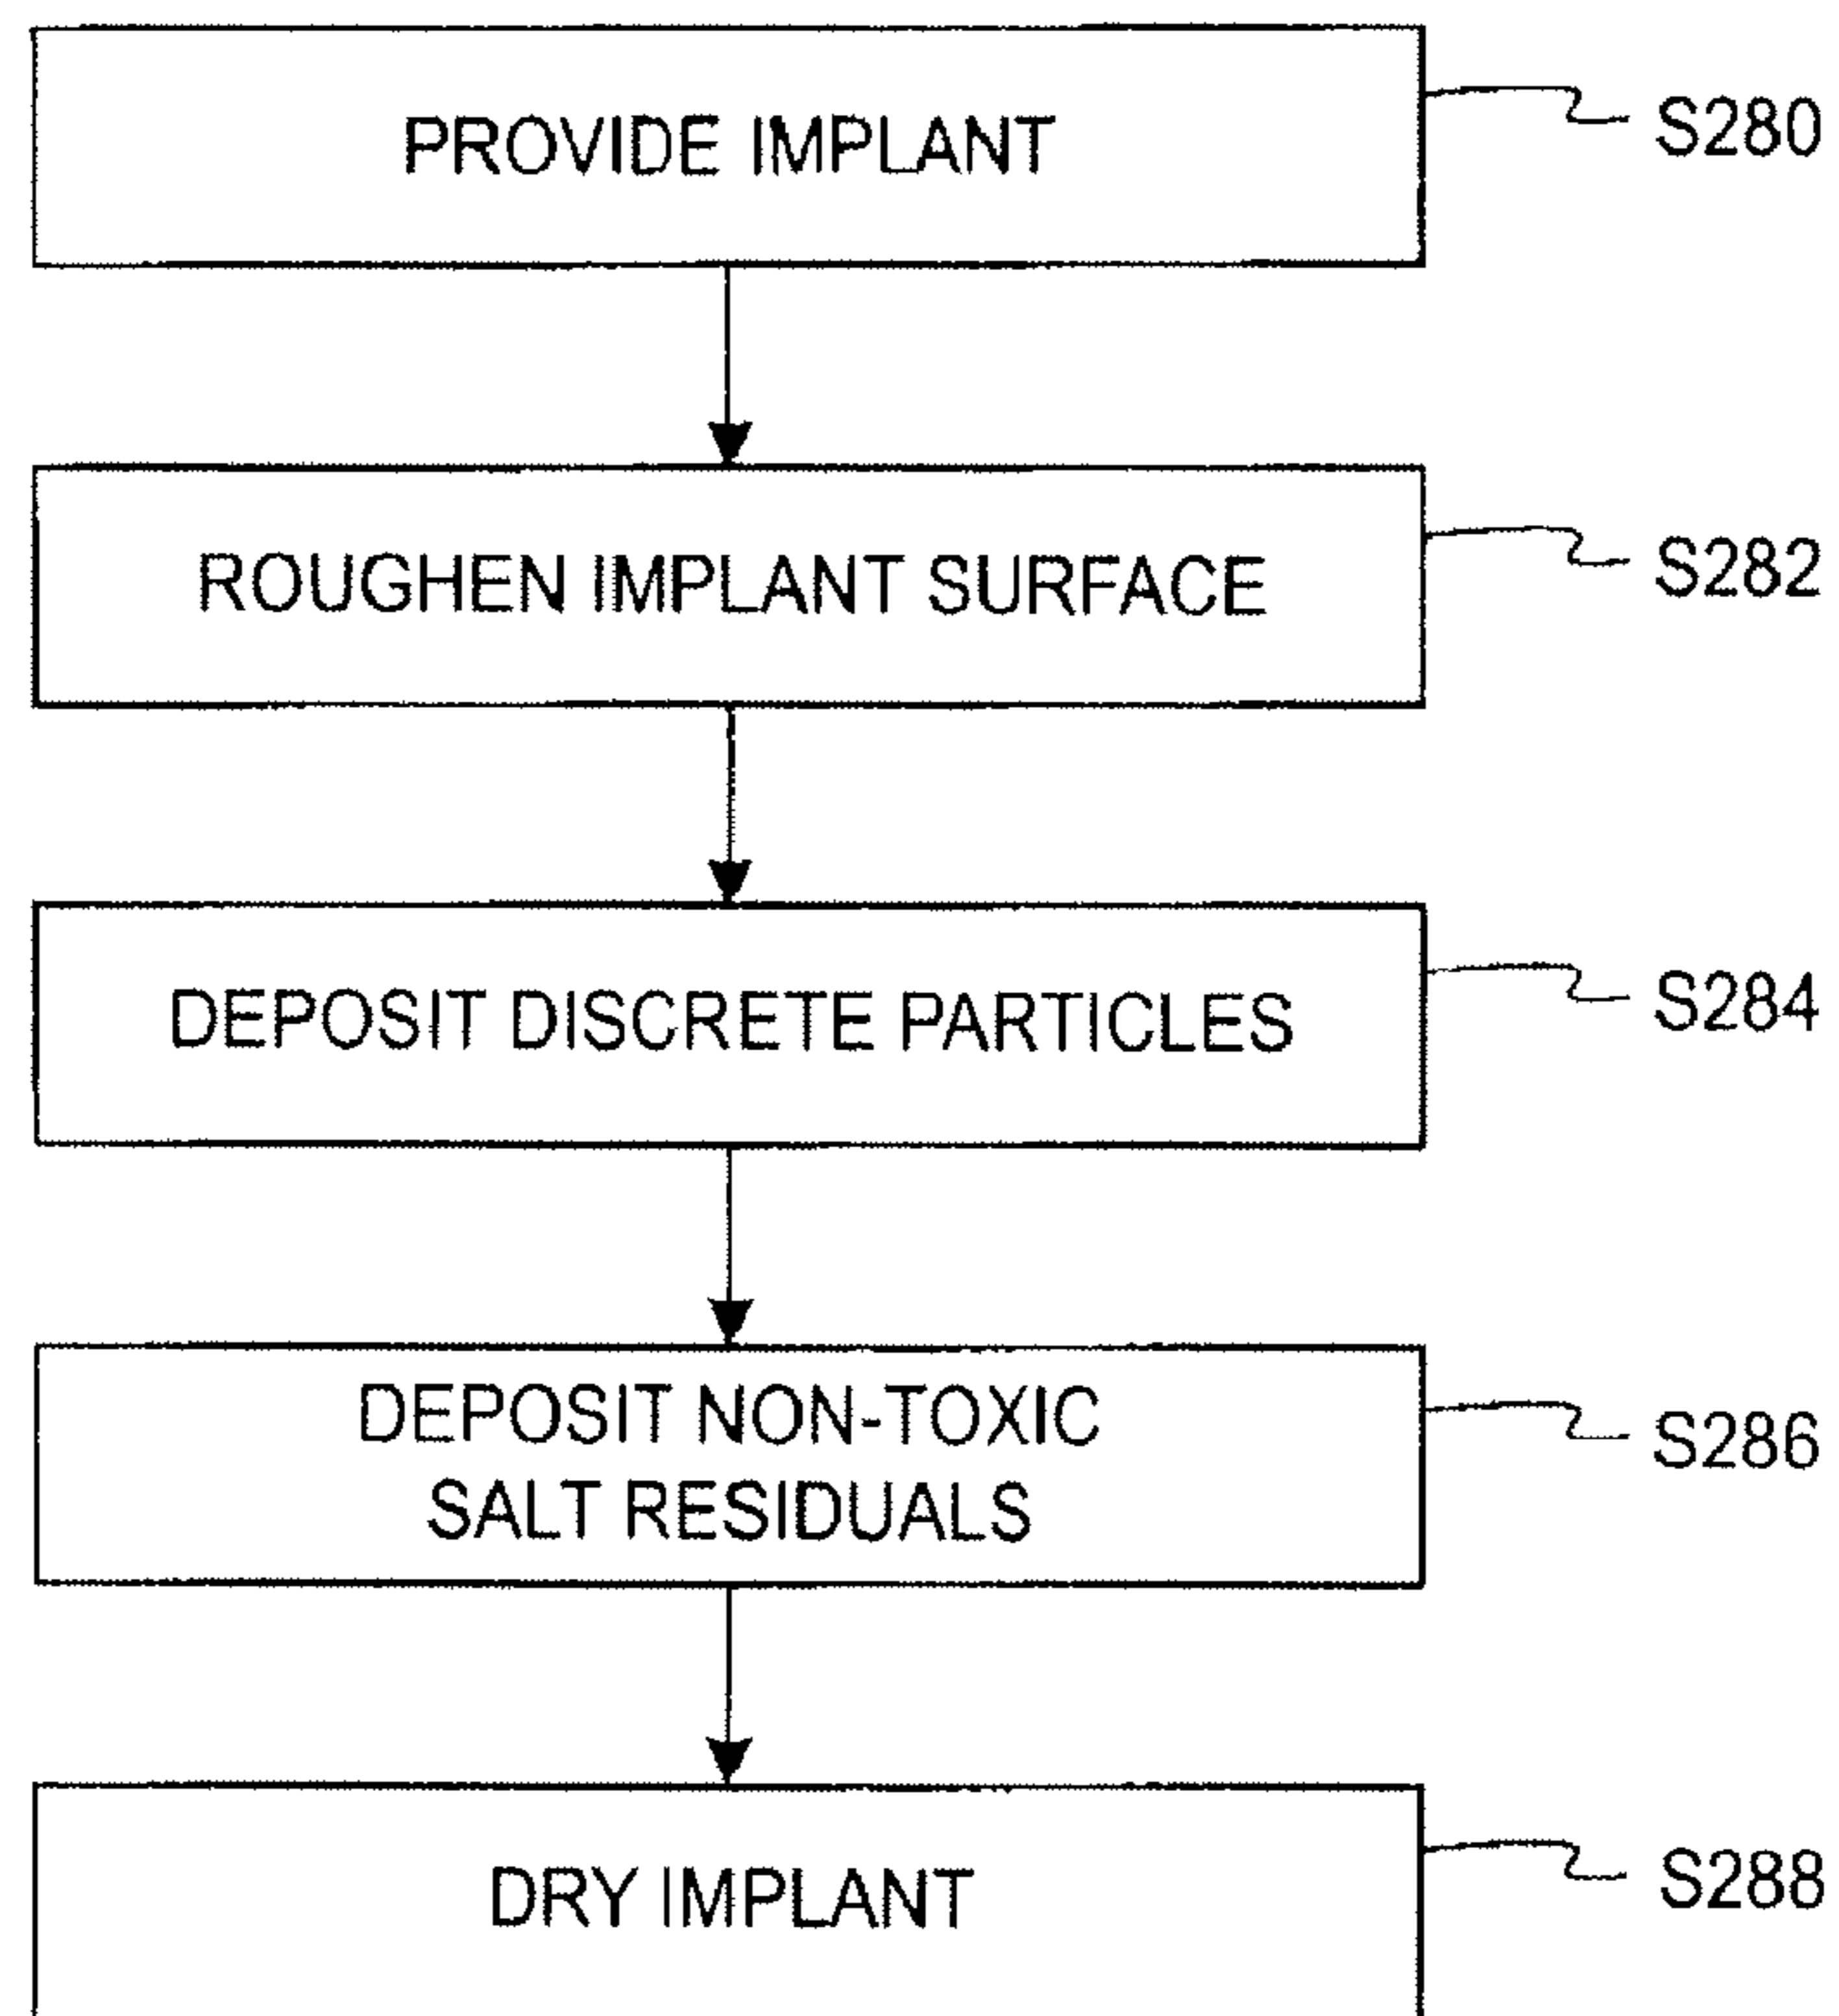 PROVIDE IMPLANT
S280
ROUGHEN IMPLANT SURFACE
S282
DEPOSIT DISCRETE PARTICLES
S284
DEPOSIT NON-TOXIC
SALT RESIDUALS
S286
DRY IMPLANT
S288